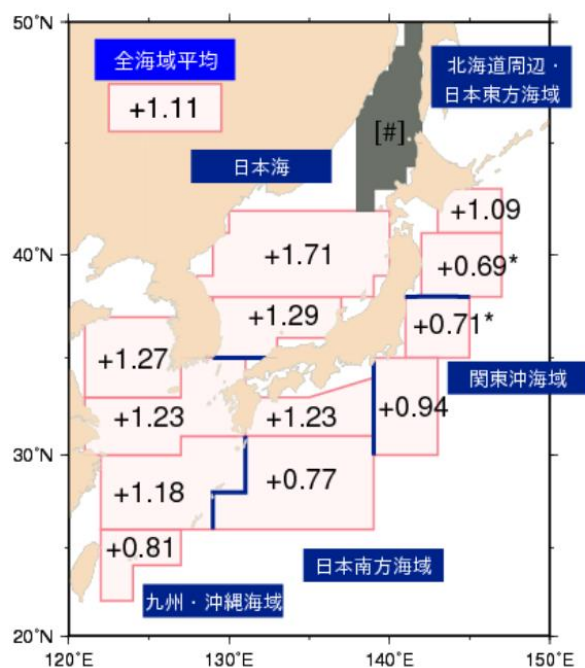 50˚N
全海域平均
+1.11
北海道周辺・
日本東方海域
[#]
日本海
+1.09
40˚N
+1.71
+0.69*
+1.29
+0.71*
+1.27
関東沖海域
+1.23
+1.23
+0.94
30˚N
+1.18
+0.77
+0.81
日本南方海域
九州・沖縄海域
20˚N
120˚E
130˚E
140˚E
150˚E